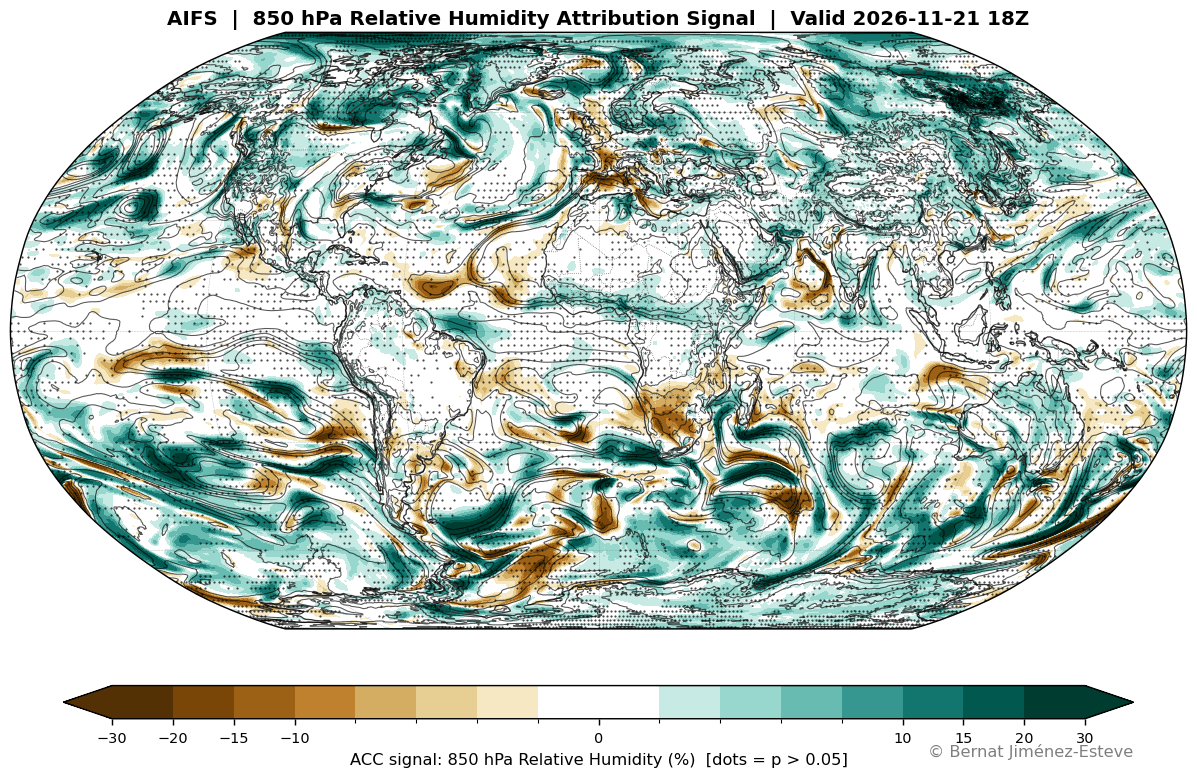 AIFS | 850 hPa Relative Humidity Attribution Signal | Valid 2026-11-21 18Z
−30 −20 −15 −10 0 10 15 20 30
ACC signal: 850 hPa Relative Humidity (%) [dots = p > 0.05]
© Bernat Jiménez-Esteve